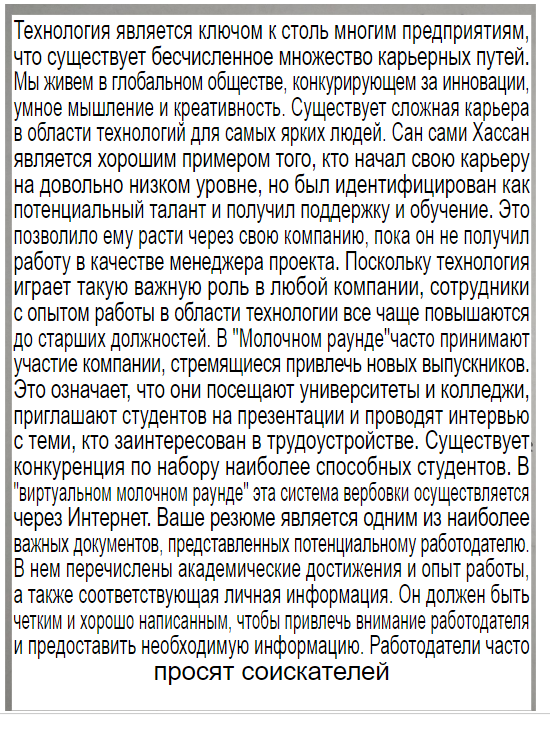 Технология является ключом к столь многим предприятиям,
что существует бесчисленное множество карьерных путей.
Мы живем в глобальном обществе, конкурирующем за инновации,
умное мышление и креативность. Существует сложная карьера
в области технологий для самых ярких людей. Сан сами Хассан
является хорошим примером того, кто начал свою карьеру
на довольно низком уровне, но был идентифицирован как
потенциальный талант и получил поддержку и обучение. Это
позволило ему расти через свою компанию, пока он не получил
работу в качестве менеджера проекта. Поскольку технология
играет такую важную роль в любой компании, сотрудники
с опытом работы в области технологии все чаще повышаются
до старших должностей. В "Молочном раунде"часто принимают
участие компании, стремящиеся привлечь новых выпускников.
Это означает, что они посещают университеты и колледжи,
приглашают студентов на презентации и проводят интервью
с теми, кто заинтересован в трудоустройстве. Существует
конкуренция по набору наиболее способных студентов. В
"виртуальном молочном раунде" эта система вербовки осуществляется
через Интернет. Ваше резюме является одним из наиболее
важных документов, представленных потенциальному работодателю.
В нем перечислены академические достижения и опыт работы,
а также соответствующая личная информация. Он должен быть
четким и хорошо написанным, чтобы привлечь внимание работодателя
и предоставить необходимую информацию. Работодатели часто
просят соискателей